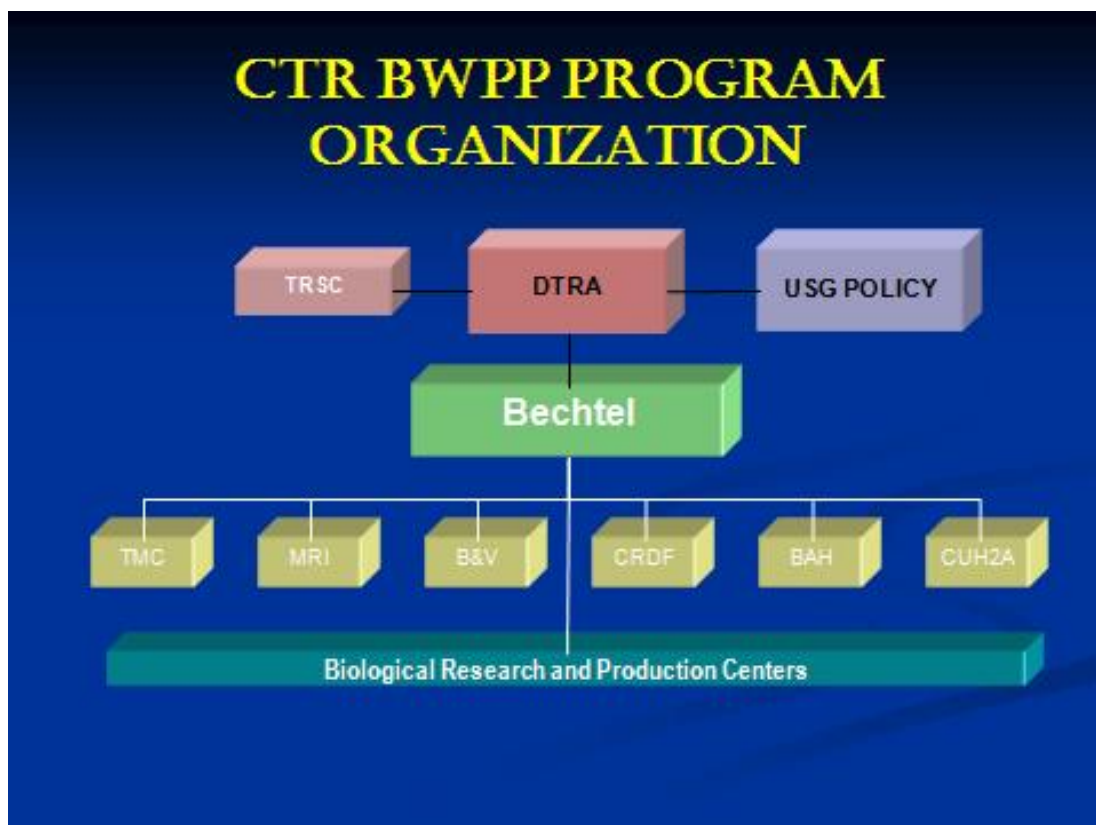 CTR BWPP PROGRAM
ORGANIZATION
TRSC
DTRA
USG POLICY
Bechtel
TMC
MRI
B&V
CRDF
BAH
CUH2A
Biological Research and Production Centers